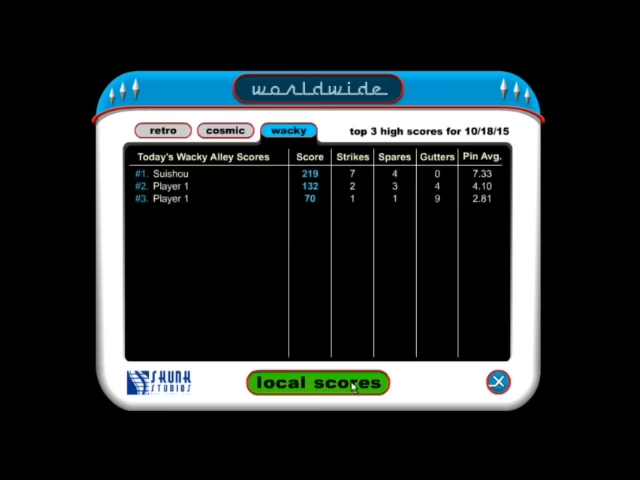 worldwide
retro cosmic wacky top 3 high scores for 10/18/15
Today's Wacky Alley Scores Score Strikes Spares Gutters Pin Avg.
#1. Suishou 219 7 4 0 7.33
#2. Player 1 132 2 3 4 4.10
#3. Player 1 70 1 1 9 2.81
SKUNK
STUDIOS
local scores